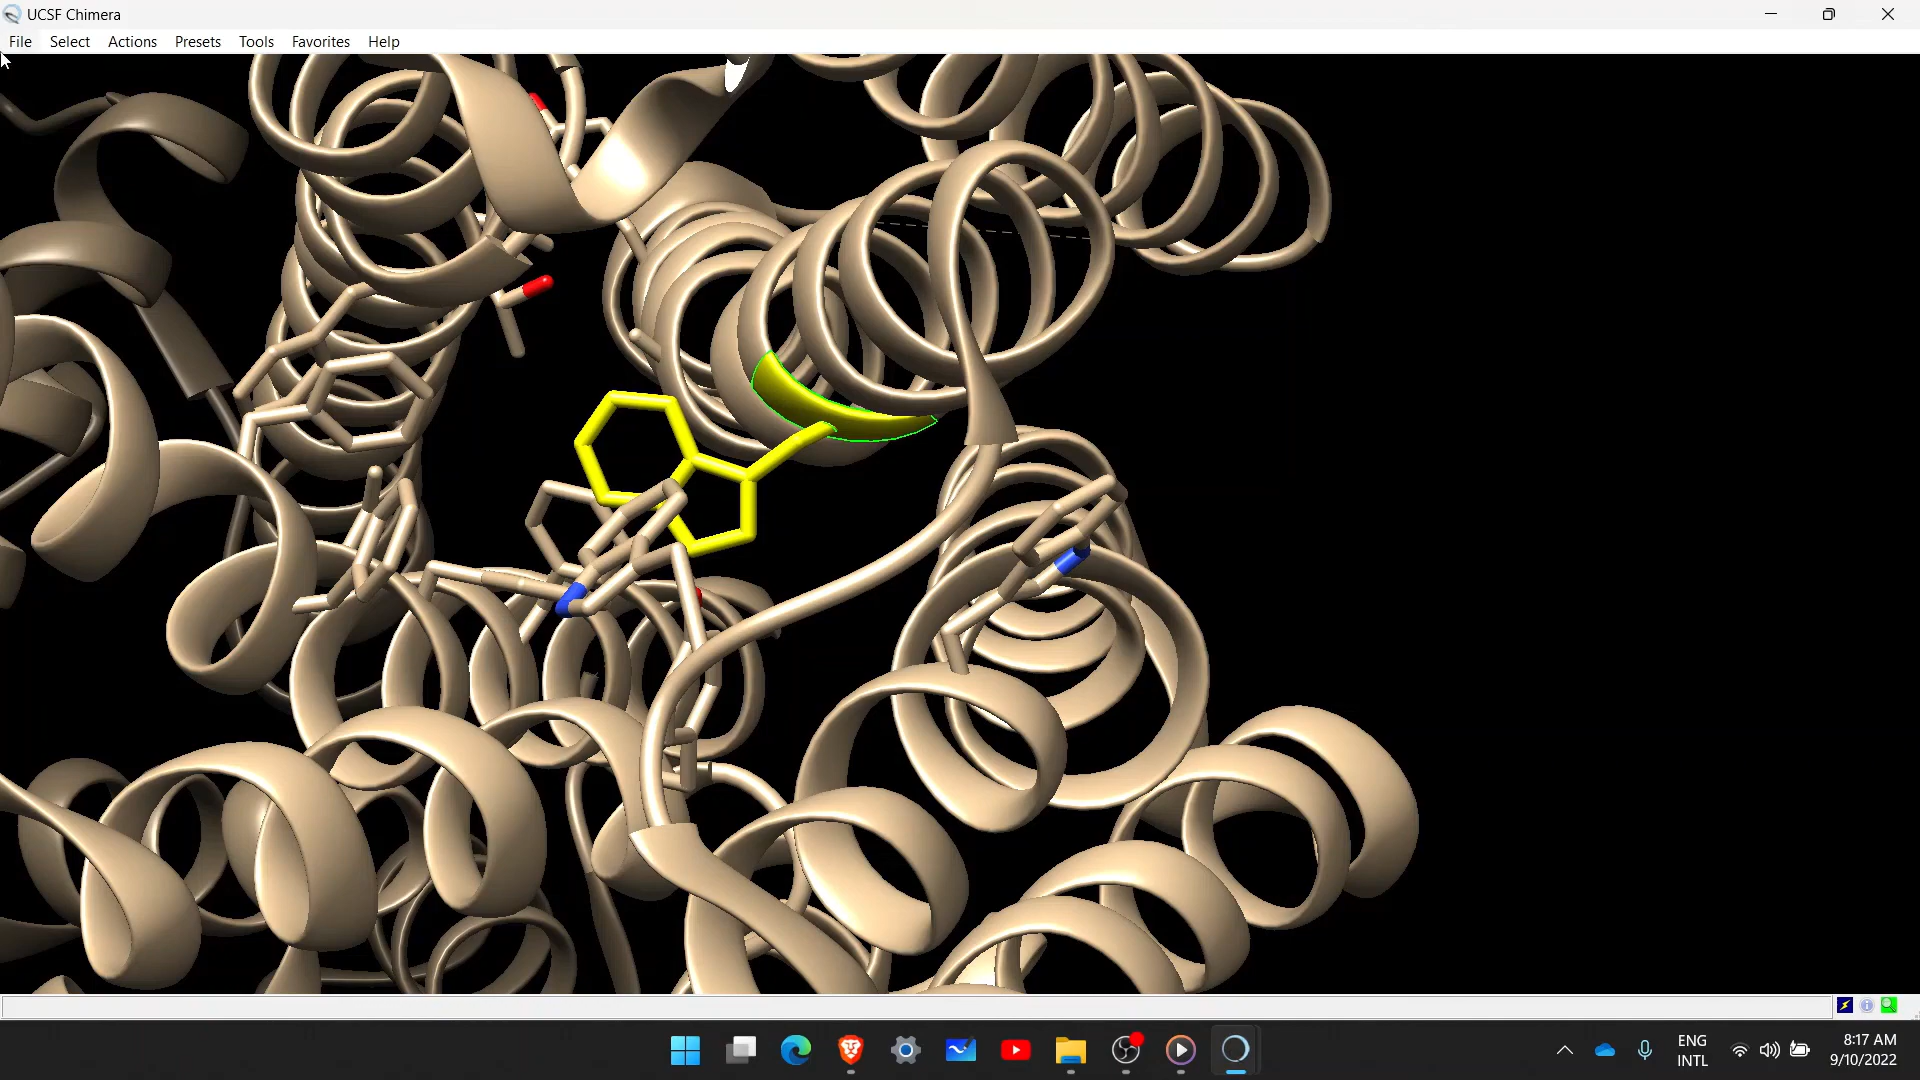 UCSF Chimera
File Select Actions Presets Tools Favorites Help
ENG
INTL
8:17 AM
9/10/2022